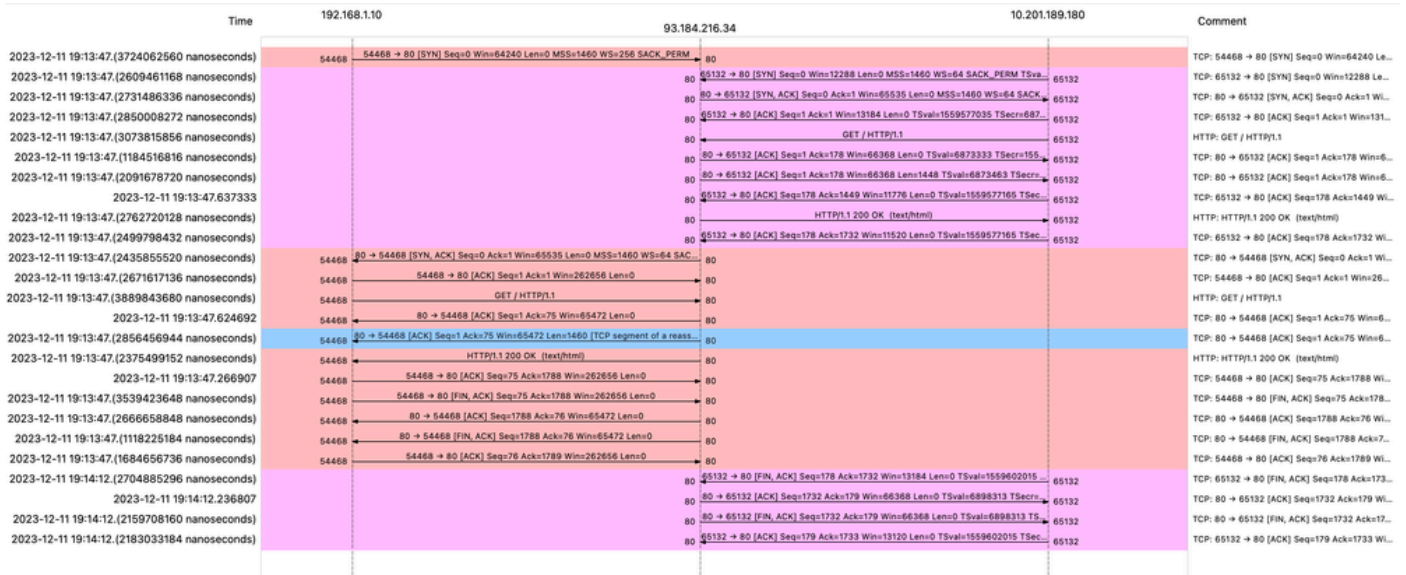 Time 192.168.1.10 93.184.216.34 10.201.189.180 Comment
2023-12-11 19:13:47.(3724062560 nanoseconds) 54468 54468 → 80 [SYN] Seq=0 Win=64240 Len=0 MSS=1460 WS=256 SACK_PERM 80 TCP: 54468 → 80 [SYN] Seq=0 Win=64240 Le...
2023-12-11 19:13:47.(2609461168 nanoseconds) 80 65132 → 80 [SYN] Seq=0 Win=12288 Len=0 MSS=1460 WS=64 SACK_PERM TSva... 65132 TCP: 65132 → 80 [SYN] Seq=0 Win=12288 Le...
2023-12-11 19:13:47.(2731486336 nanoseconds) 80 80 → 65132 [SYN, ACK] Seq=0 Ack=1 Win=65535 Len=0 MSS=1460 WS=64 SACK... 65132 TCP: 80 → 65132 [SYN, ACK] Seq=0 Ack=1 Wi...
2023-12-11 19:13:47.(2850008272 nanoseconds) 80 65132 → 80 [ACK] Seq=1 Ack=1 Win=13184 Len=0 TSval=1559577035 TSecr=687... 65132 TCP: 65132 → 80 [ACK] Seq=1 Ack=1 Win=131...
2023-12-11 19:13:47.(3073815856 nanoseconds) 80 GET / HTTP/1.1 65132 HTTP: GET / HTTP/1.1
2023-12-11 19:13:47.(1184516816 nanoseconds) 80 80 → 65132 [ACK] Seq=1 Ack=178 Win=66368 Len=0 TSval=6873333 TSecr=155... 65132 TCP: 80 → 65132 [ACK] Seq=1 Ack=178 Win=6...
2023-12-11 19:13:47.(2091678720 nanoseconds) 80 80 → 65132 [ACK] Seq=1 Ack=178 Win=66368 Len=1448 TSval=6873463 TSecr=... 65132 TCP: 80 → 65132 [ACK] Seq=1 Ack=178 Win=6...
2023-12-11 19:13:47.637333 80 65132 → 80 [ACK] Seq=178 Ack=1449 Win=11776 Len=0 TSval=1559577165 TSe... 65132 TCP: 65132 → 80 [ACK] Seq=178 Ack=1449 Wi...
2023-12-11 19:13:47.(2762720128 nanoseconds) 80 HTTP/1.1 200 OK (text/html) 65132 HTTP: HTTP/1.1 200 OK (text/html)
2023-12-11 19:13:47.(2499798432 nanoseconds) 80 65132 → 80 [ACK] Seq=178 Ack=1732 Win=11520 Len=0 TSval=1559577165 TSec... 65132 TCP: 65132 → 80 [ACK] Seq=178 Ack=1732 Wi...
2023-12-11 19:13:47.(2435855520 nanoseconds) 54468 80 → 54468 [SYN, ACK] Seq=0 Ack=1 Win=65535 Len=0 MSS=1460 WS=64 SAC... 80 TCP: 80 → 54468 [SYN, ACK] Seq=0 Ack=1 Wi...
2023-12-11 19:13:47.(2671617136 nanoseconds) 54468 54468 → 80 [ACK] Seq=1 Ack=1 Win=262656 Len=0 80 TCP: 54468 → 80 [ACK] Seq=1 Ack=1 Win=26...
2023-12-11 19:13:47.(3889843680 nanoseconds) 54468 GET / HTTP/1.1 80 HTTP: GET / HTTP/1.1
2023-12-11 19:13:47.624692 54468 80 → 54468 [ACK] Seq=1 Ack=75 Win=65472 Len=0 80 TCP: 80 → 54468 [ACK] Seq=1 Ack=75 Win=6...
2023-12-11 19:13:47.(2856456944 nanoseconds) 54468 80 → 54468 [ACK] Seq=1 Ack=75 Win=65472 Len=1460 [TCP segment of a reass... 80 TCP: 80 → 54468 [ACK] Seq=1 Ack=75 Win=6...
2023-12-11 19:13:47.(2375499152 nanoseconds) 54468 HTTP/1.1 200 OK (text/html) 80 HTTP: HTTP/1.1 200 OK (text/html)
2023-12-11 19:13:47.266907 54468 54468 → 80 [ACK] Seq=75 Ack=1788 Win=262656 Len=0 80 TCP: 54468 → 80 [ACK] Seq=75 Ack=1788 Wi...
2023-12-11 19:13:47.(3539423648 nanoseconds) 54468 54468 → 80 [FIN, ACK] Seq=75 Ack=1788 Win=262656 Len=0 80 TCP: 54468 → 80 [FIN, ACK] Seq=75 Ack=178...
2023-12-11 19:13:47.(2666658848 nanoseconds) 54468 80 → 54468 [ACK] Seq=1788 Ack=76 Win=65472 Len=0 80 TCP: 80 → 54468 [ACK] Seq=1788 Ack=76 Wi...
2023-12-11 19:13:47.(1118225184 nanoseconds) 54468 80 → 54468 [FIN, ACK] Seq=1788 Ack=76 Win=65472 Len=0 80 TCP: 80 → 54468 [FIN, ACK] Seq=1788 Ack=7...
2023-12-11 19:13:47.(1684656736 nanoseconds) 54468 54468 → 80 [ACK] Seq=76 Ack=1789 Win=262656 Len=0 80 TCP: 54468 → 80 [ACK] Seq=76 Ack=1789 Wi...
2023-12-11 19:14:12.(2704885296 nanoseconds) 80 65132 → 80 [FIN, ACK] Seq=178 Ack=1732 Win=13184 Len=0 TSval=1559602015 ... 65132 TCP: 65132 → 80 [FIN, ACK] Seq=178 Ack=173...
2023-12-11 19:14:12.236807 80 80 → 65132 [ACK] Seq=1732 Ack=179 Win=66368 Len=0 TSval=6898313 TSecr=... 65132 TCP: 80 → 65132 [ACK] Seq=1732 Ack=179 Wi...
2023-12-11 19:14:12.(2159708160 nanoseconds) 80 80 → 65132 [FIN, ACK] Seq=1732 Ack=179 Win=66368 Len=0 TSval=6898313 TS... 65132 TCP: 80 → 65132 [FIN, ACK] Seq=1732 Ack=17...
2023-12-11 19:14:12.(2183033184 nanoseconds) 80 65132 → 80 [ACK] Seq=179 Ack=1733 Win=13120 Len=0 TSval=1559602015 TSec... 65132 TCP: 65132 → 80 [ACK] Seq=179 Ack=1733 Wi...